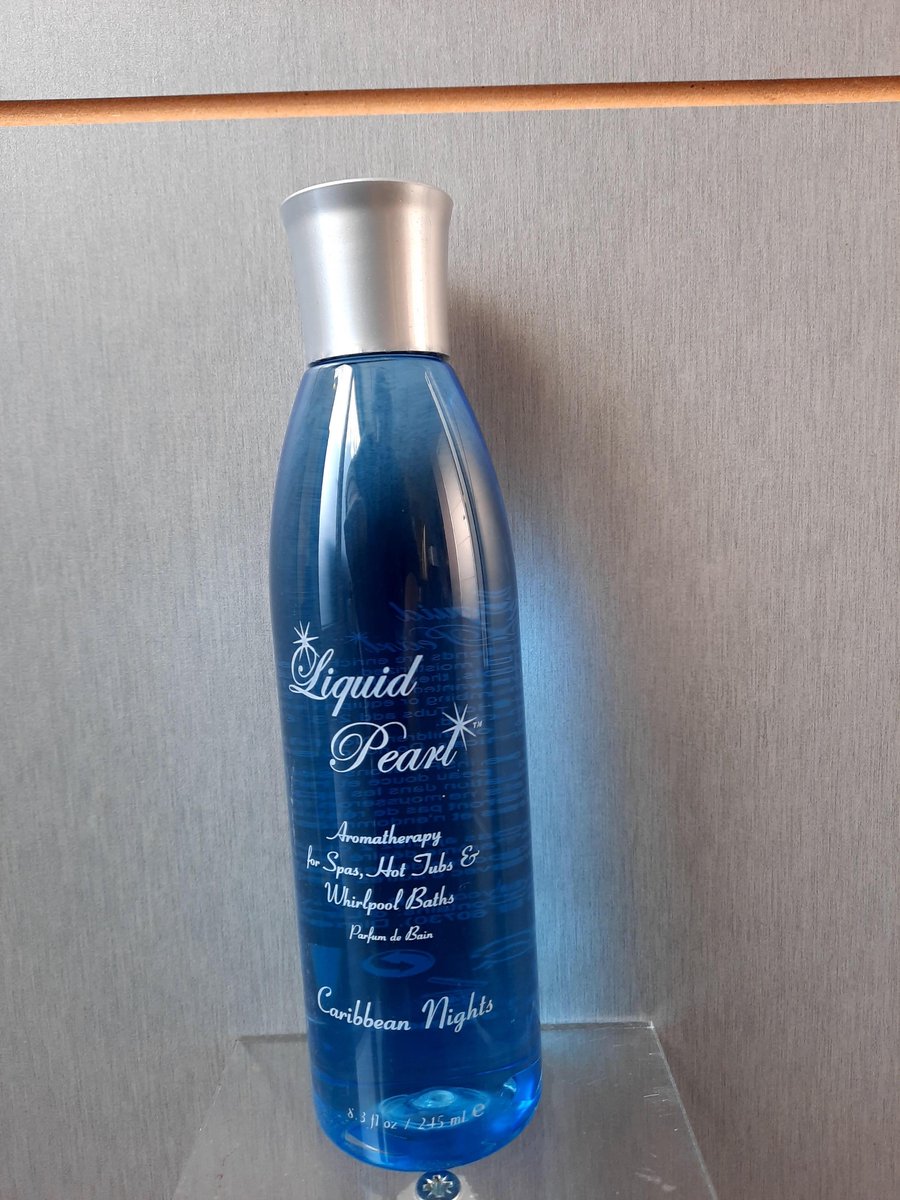 Liquid
Pearl™
Aromatherapy
for Spas, Hot Tubs &
Whirlpool Baths
Parfum de Bain
Caribbean Nights
8.3 fl oz / 245 ml ℮